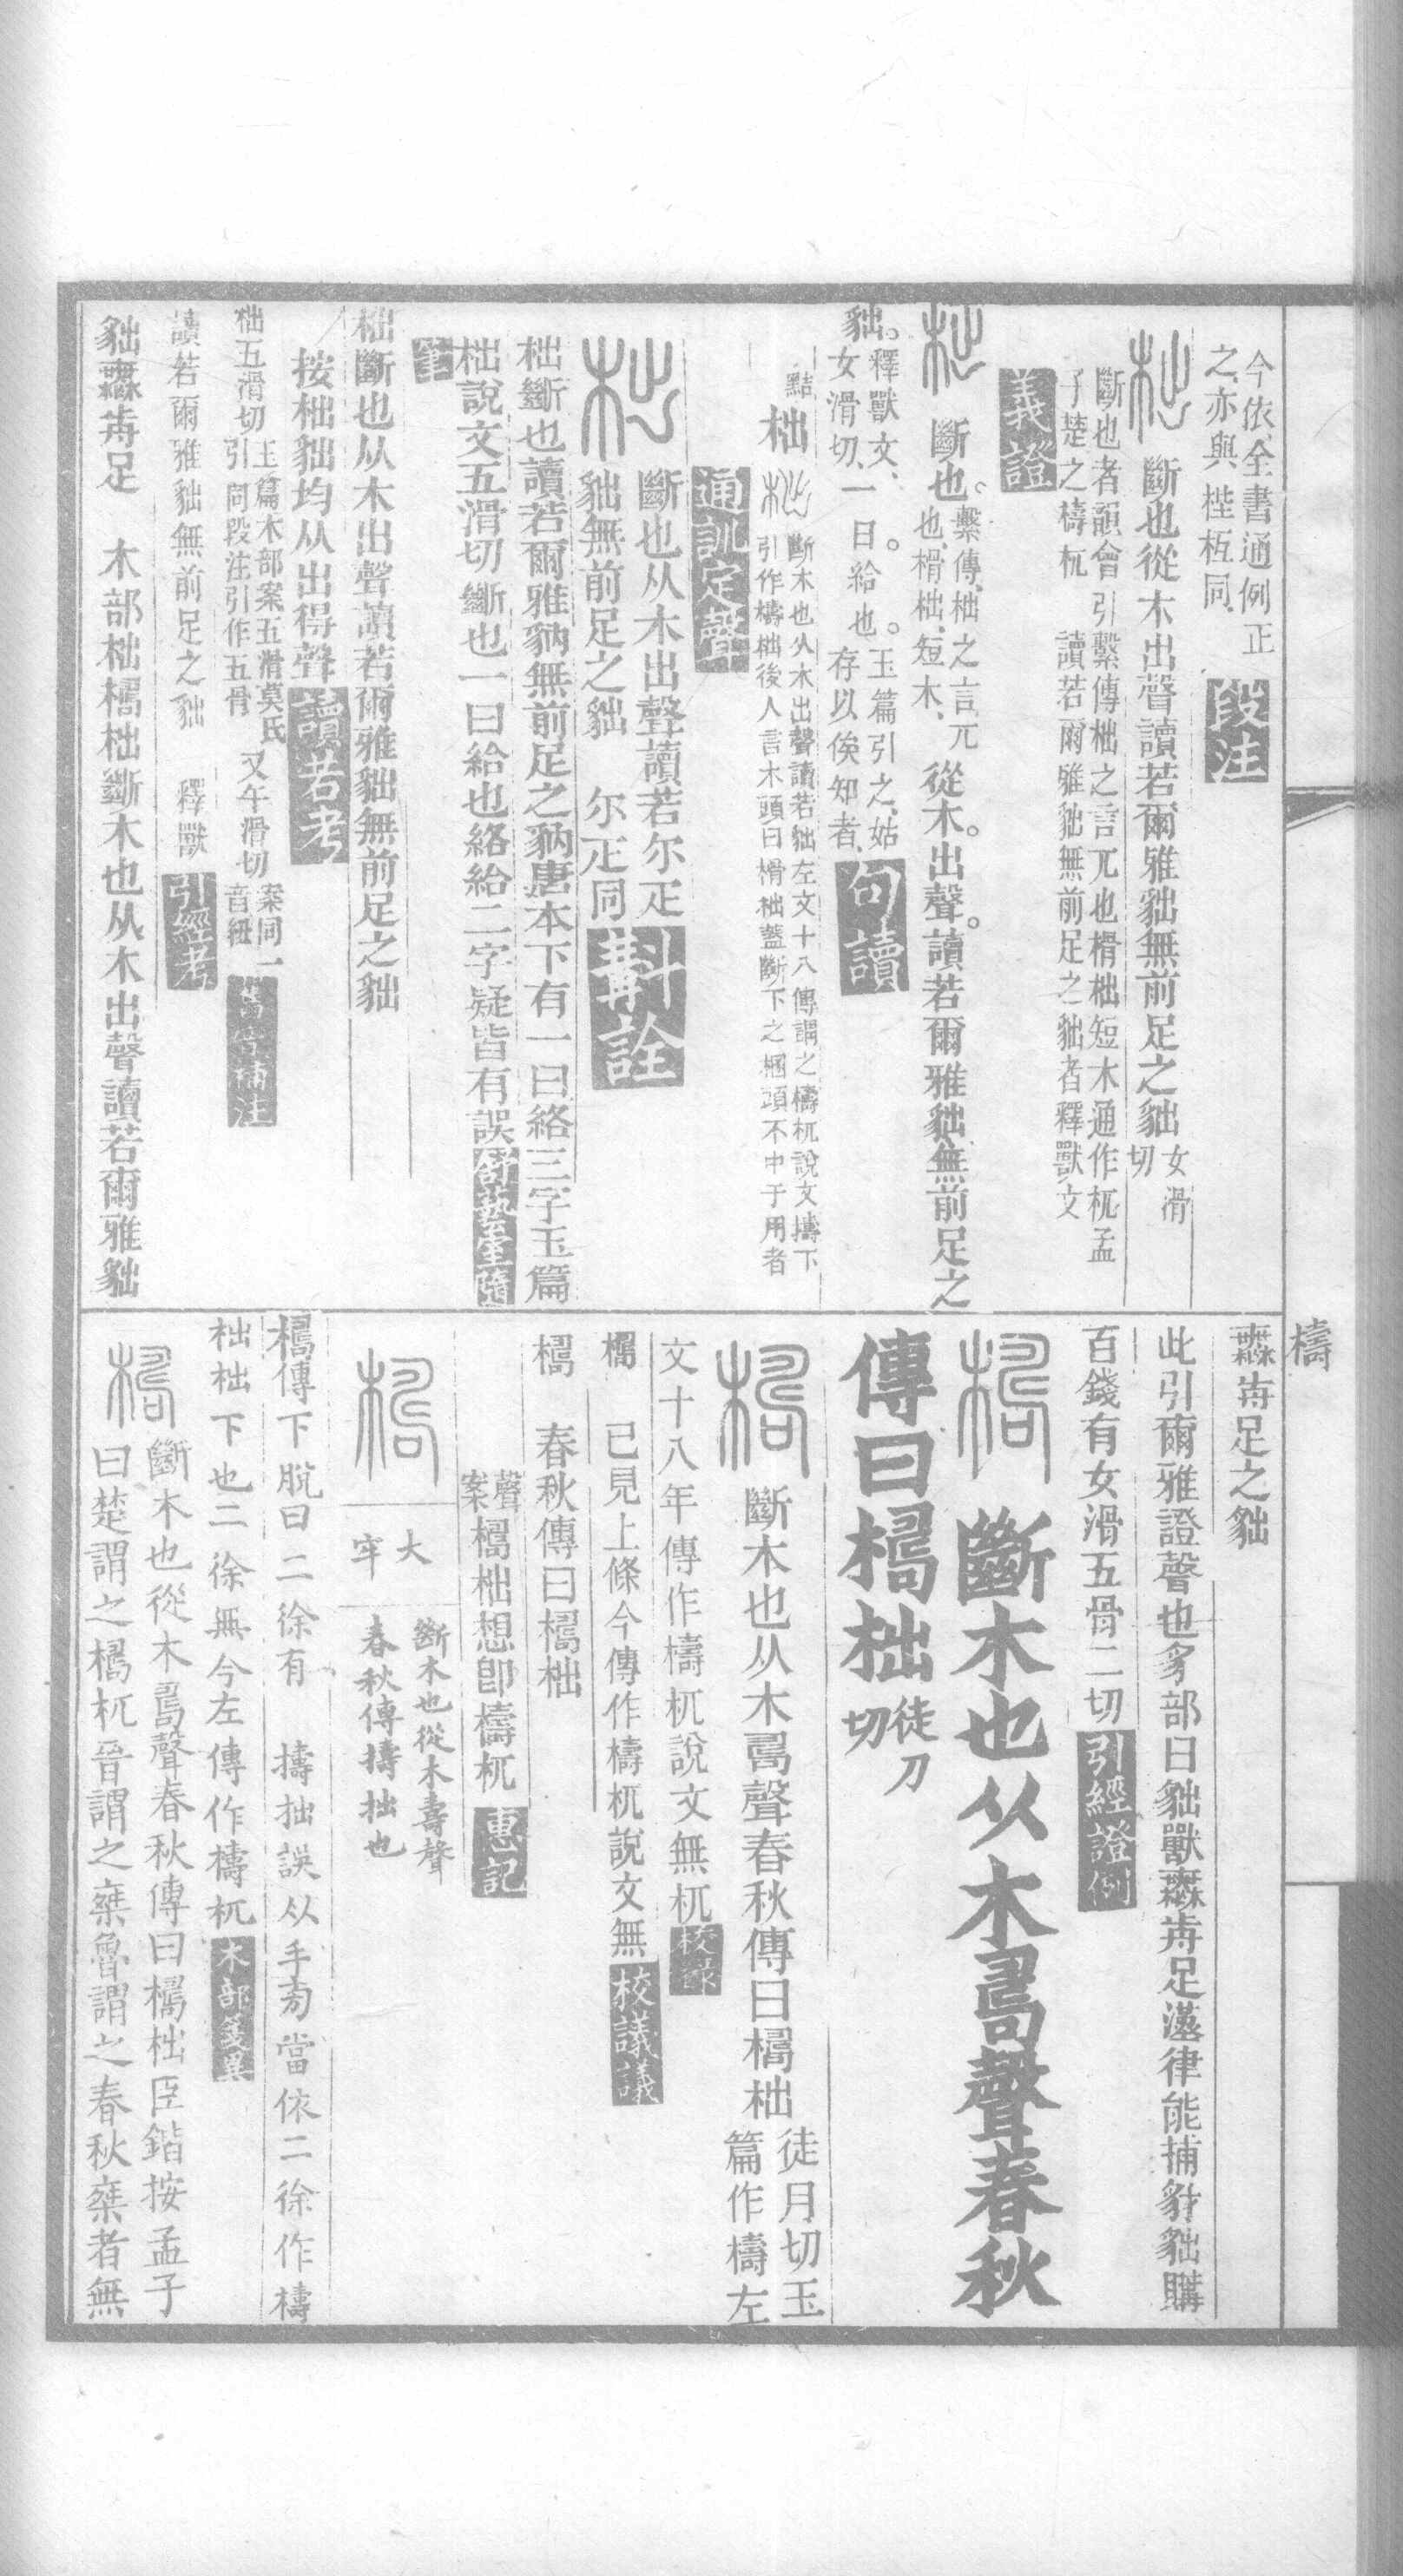 今依全書通例正
之亦與桎枑同段注
柮斷也從木出聲讀若爾雅貀無前足之貀女滑切
斷也者韻會引繫傳柮之言兀也榾柮短木通作杌孟
子楚之檮杌　讀若爾雅貀無前足之貀者釋獸文
義證
柮斷也。繫傳、柮之言兀
也、榾柮、短木、從木。出聲。讀若爾雅貀無前足之
貀。釋獸文、。玉篇引之、姑
女滑切、一曰給也。存以俟知者、句讀
黠
柮
柮斷木也从木出聲讀若貀左文十八傳謂之檮杌說文檮下
引作檮柮後人言木頭曰榾柮蓋斷下之棞頭不中于用者
通訓定聲
柮斷也从木出聲讀若尔疋
貀無前足之貀　尔疋同斠詮
柮斷也讀若爾雅豽無前足之豽唐本下有一曰絡三字玉篇
柮說文五滑切斷也一曰給也絡給二字疑皆有誤舒蓺室隨
筆
柮斷也从木出聲讀若爾雅貀無前足之貀
按柮貀均从出得聲讀若考
柮五滑切玉篇木部案五滑莫氏
引同段注引作五骨又午滑切案同一
音紐
讀若爾雅貀無前足之貀　釋獸引經考
貀霖歬足　木部柮檮柮斷木也从木出聲讀若爾雅貀
檮
霖歬足之貀
此引爾雅證聲也豸部曰貀獸霖歬足漢律能捕豺貀購
百錢有女滑五骨二切引經證例
檮斷木也从木𠷎聲春秋
傳曰檮柮徒刀切
檮斷木也从木𠷎聲春秋傳曰檮柮徒月切玉
篇作檮左
文十八年傳作檮杌說文無杌校錄
檮　已見上條今傳作檮杌說文無校議議
檮　春秋傳曰檮柮
聲
案檮柮想卽檮杌惠記
檮
大
牢
斷木也從木壽聲
春秋傳擣拙也
檮傳下脫曰二徐有　擣拙誤从手㫄當依二徐作檮
柮柮下也二徐無今左傳作檮杌木部箋異
檮斷木也從木𠷎聲春秋傳曰檮柮臣鍇按孟子
曰楚謂之檮杌晉謂之椉魯謂之春秋椉者無